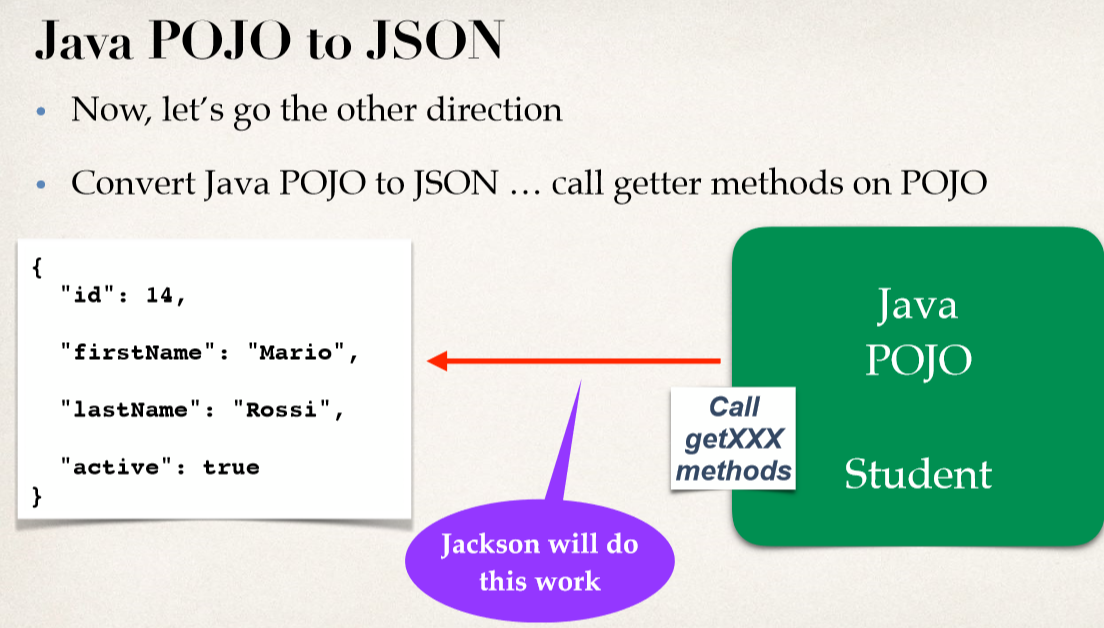 Java POJO to JSON
• Now, let's go the other direction
• Convert Java POJO to JSON … call getter methods on POJO
{
"id": 14,
"firstName": "Mario",
"lastName": "Rossi",
"active": true
}
Java
POJO
Student
Call
getXXX
methods
Jackson will do
this work